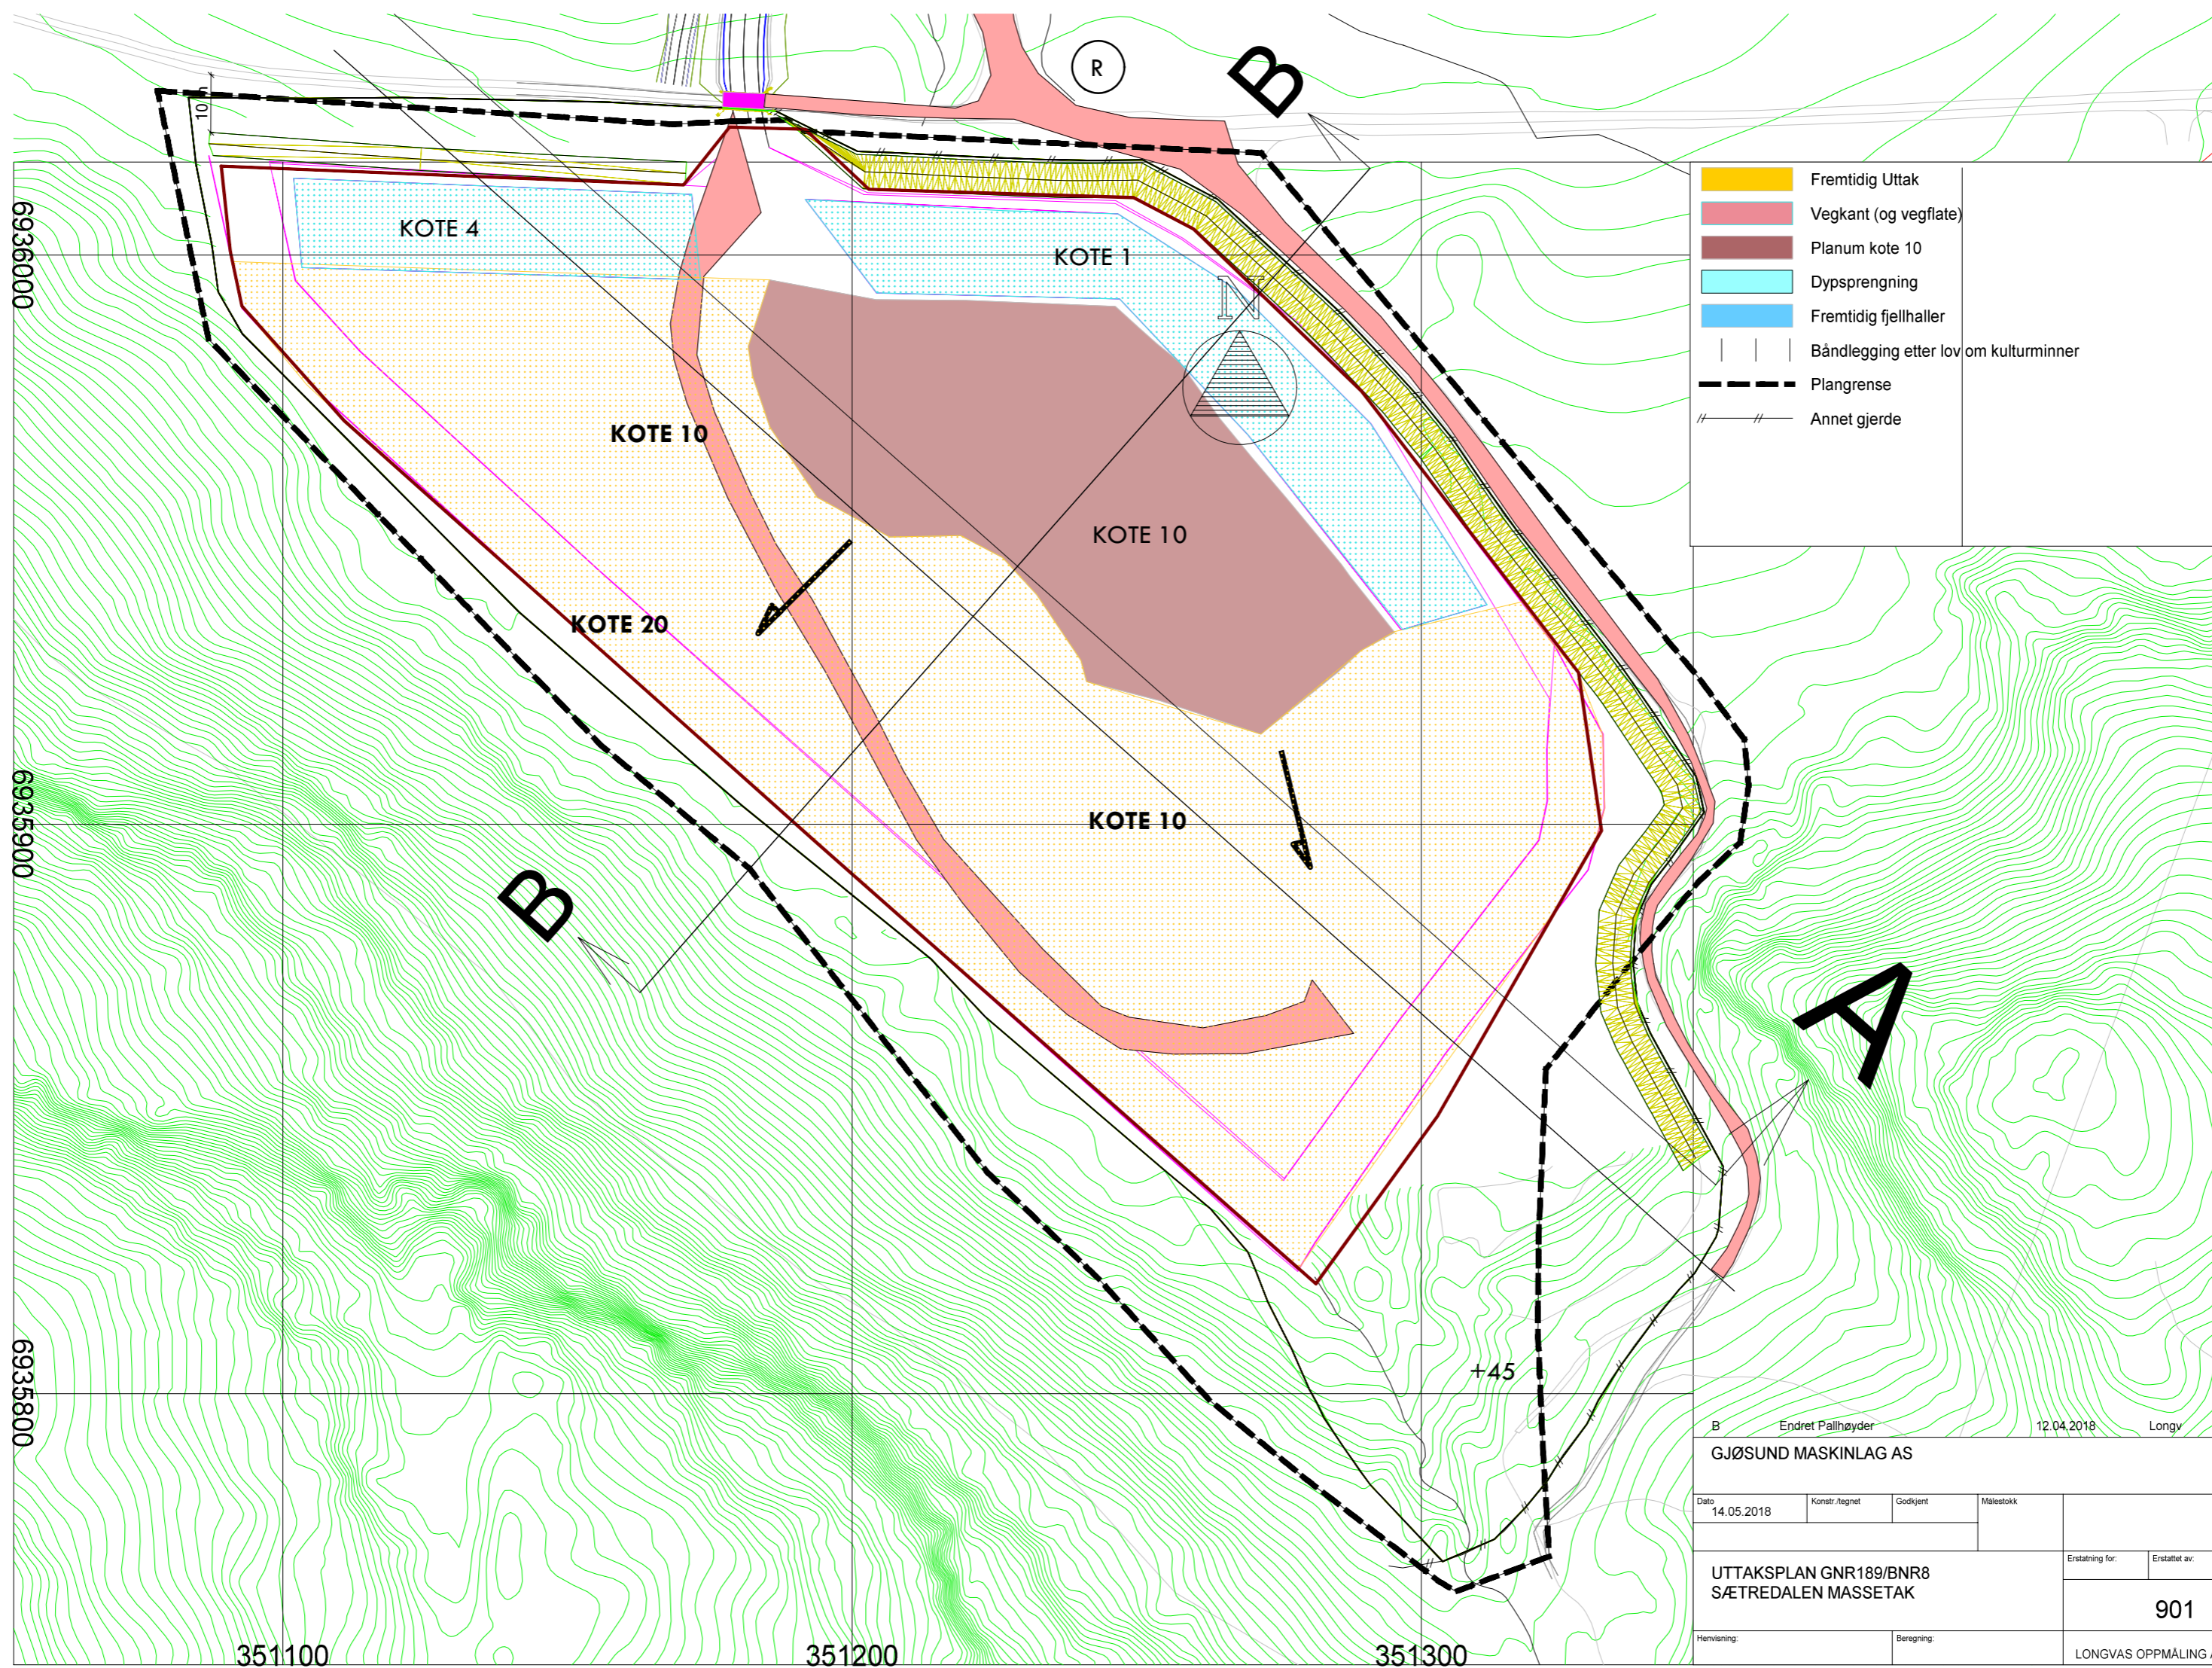 10 m
R
B
KOTE 4
KOTE 1
N
6936000
KOTE 10
KOTE 10
KOTE 20
6935900
KOTE 10
B
A
6935800
+45
351100
351200
351300
Fremtidig Uttak
Vegkant (og vegflate)
Planum kote 10
Dypsprengning
Fremtidig fjellhaller
Båndlegging etter lov om kulturminner
Plangrense
Annet gjerde
B Endret Pallhøyder 12.04.2018 Longv
GJØSUND MASKINLAG AS
Dato Konstr./tegnet Godkjent Målestokk
14.05.2018
UTTAKSPLAN GNR189/BNR8
SÆTREDALEN MASSETAK
Erstatning for: Erstattet av:
901
Henvisning: Beregning:
LONGVAS OPPMÅLING